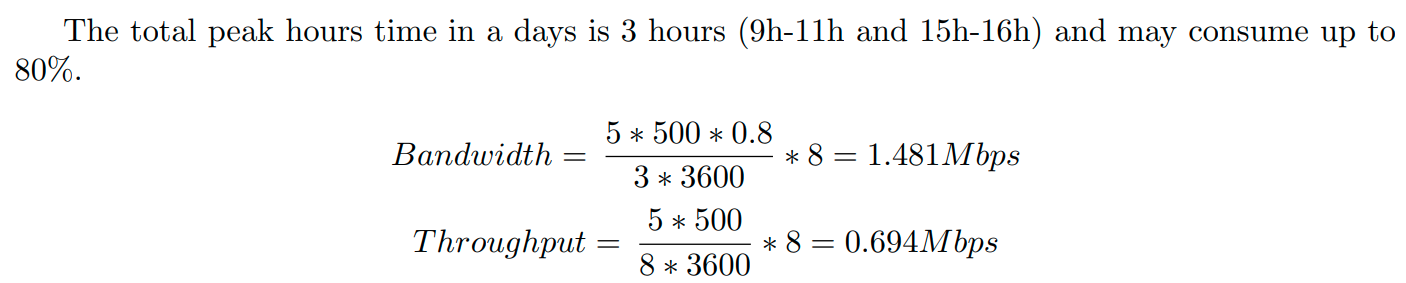 The total peak hours time in a days is 3 hours (9h-11h and 15h-16h) and may consume up to
80%.
Bandwidth = \frac{5 * 500 * 0.8}{3 * 3600} * 8 = 1.481Mbps
Throughput = \frac{5 * 500}{8 * 3600} * 8 = 0.694Mbps